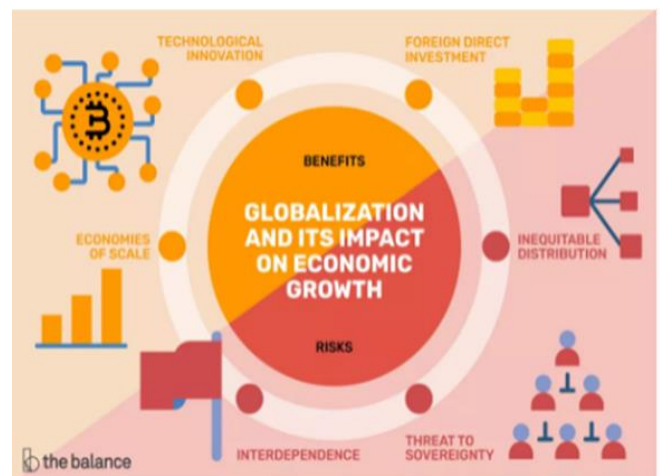 TECHNOLOGICAL
INNOVATION
FOREIGN DIRECT
INVESTMENT
BENEFITS
GLOBALIZATION
AND ITS IMPACT
ON ECONOMIC
GROWTH
ECONOMIES
OF SCALE
INEQUITABLE
DISTRIBUTION
RISKS
INTERDEPENDENCE
THREAT TO
SOVEREIGNTY
the balance